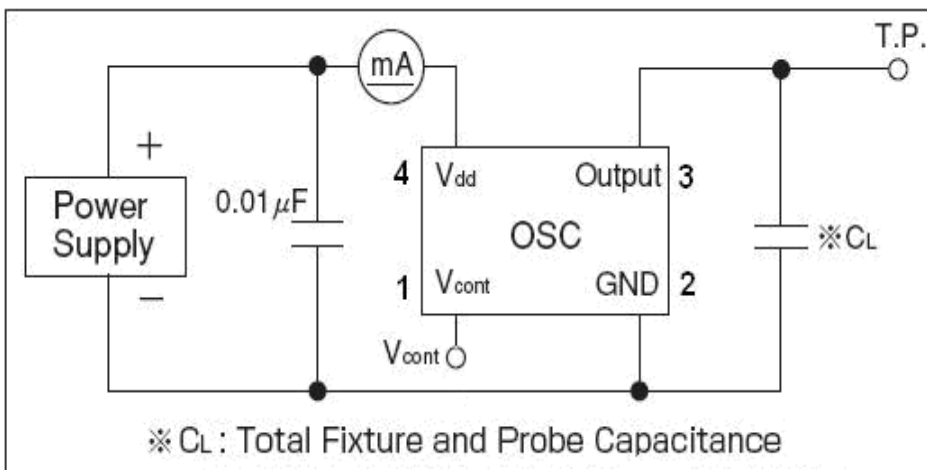 T.P.
mA
+
Power
Supply
−
0.01μF
4 Vdd Output 3
OSC
1 Vcont GND 2
Vcont
※CL
※CL : Total Fixture and Probe Capacitance